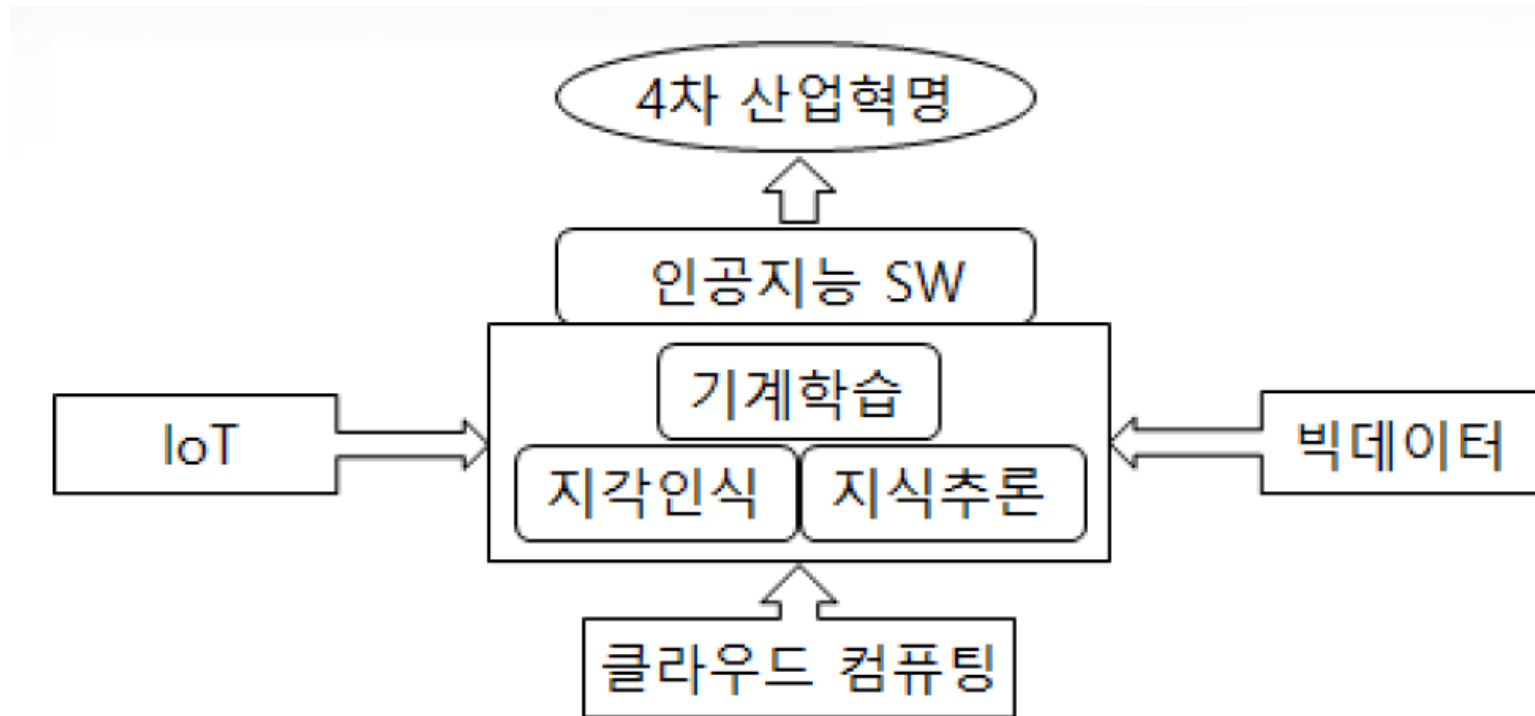 4차 산업혁명
인공지능 SW
기계학습
IoT
빅데이터
지각인식
지식추론
클라우드 컴퓨팅